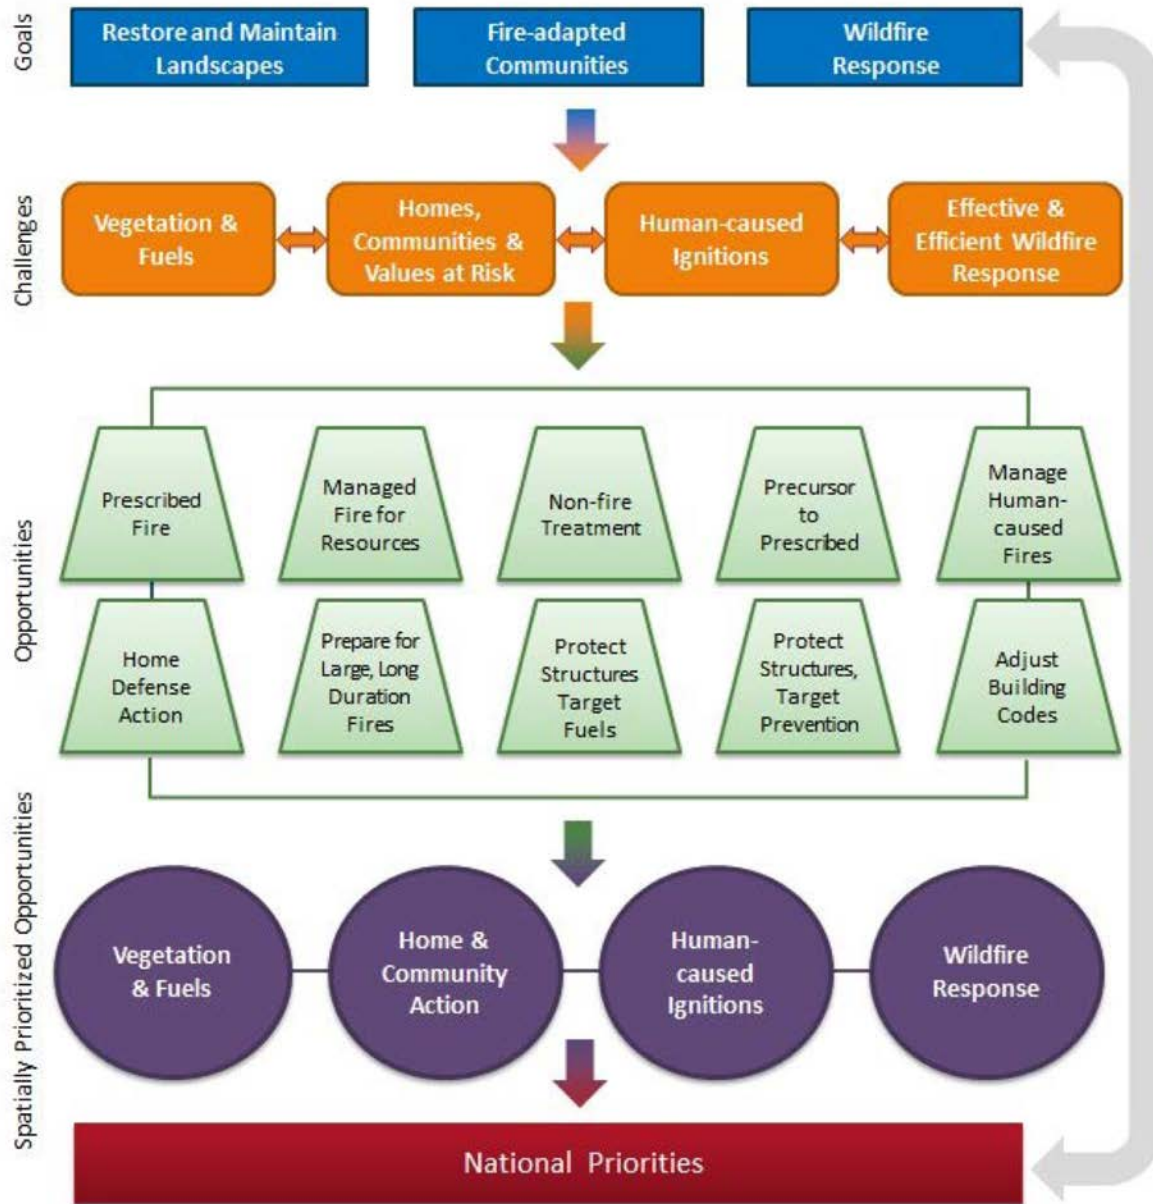 Goals
Restore and Maintain
Landscapes
Fire-adapted
Communities
Wildfire
Response
Challenges
Vegetation &
Fuels
Homes,
Communities &
Values at Risk
Human-caused
Ignitions
Effective &
Efficient Wildfire
Response
Opportunities
Prescribed
Fire
Managed
Fire for
Resources
Non-fire
Treatment
Precursor
to
Prescribed
Manage
Human-
caused
Fires
Home
Defense
Action
Prepare for
Large, Long
Duration
Fires
Protect
Structures
Target
Fuels
Protect
Structures,
Target
Prevention
Adjust
Building
Codes
Spatially Prioritized Opportunities
Vegetation
& Fuels
Home &
Community
Action
Human-
caused
Ignitions
Wildfire
Response
National Priorities